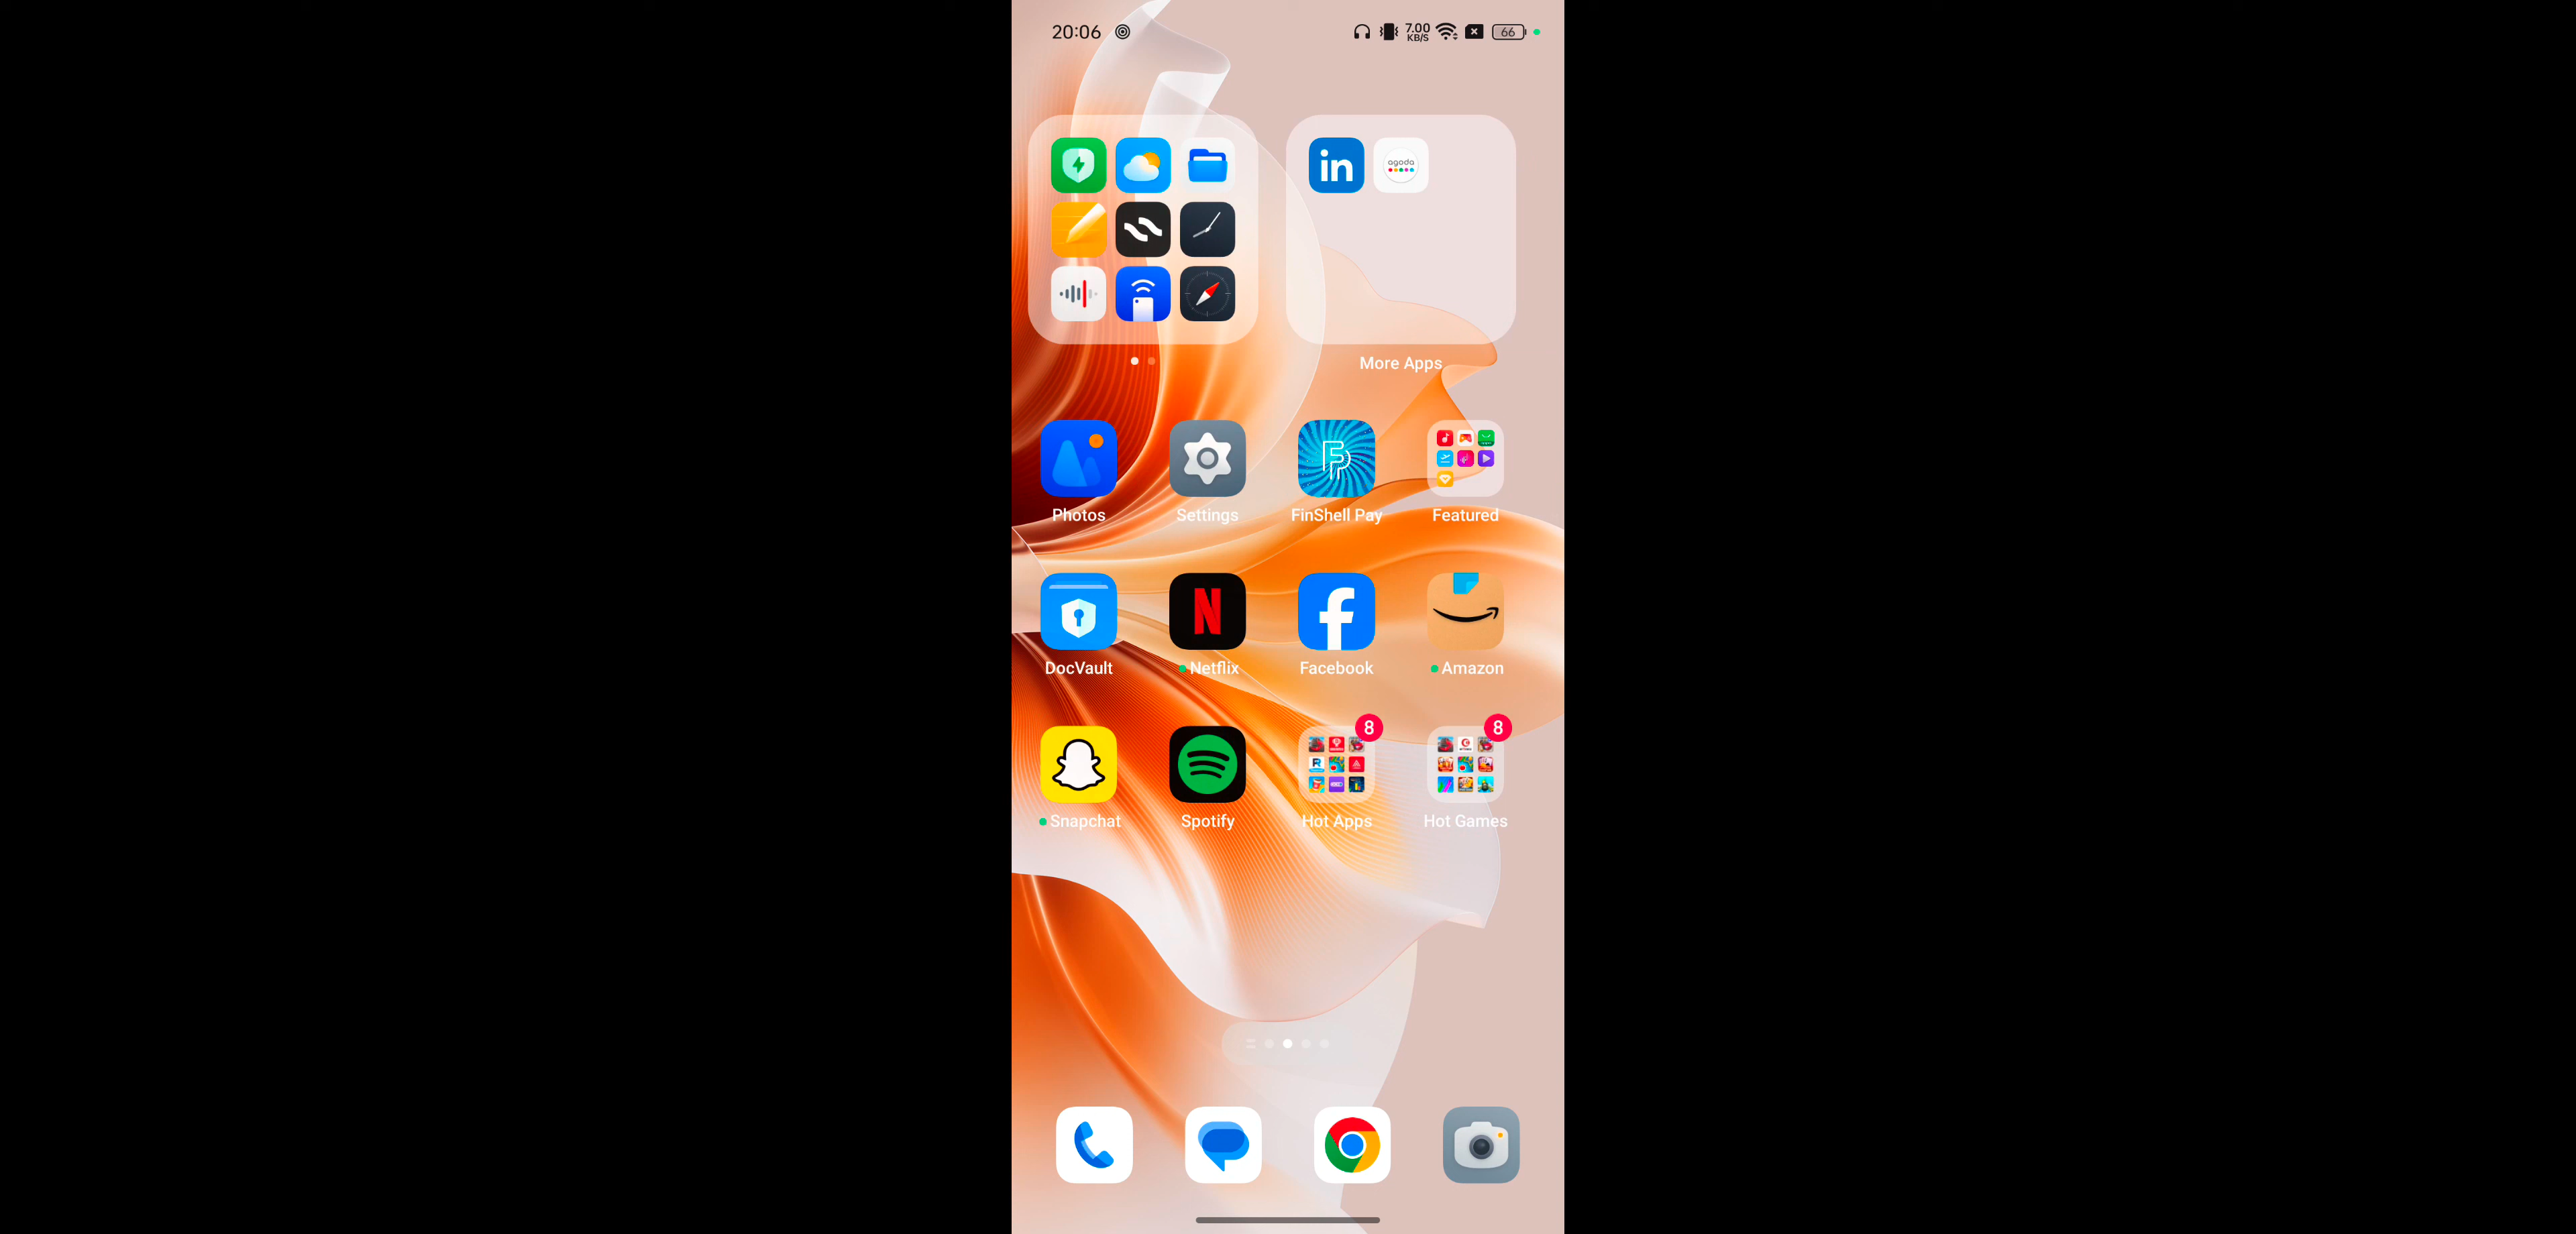 20:06
7.00
KB/S
66
in
agoda
More Apps
Photos
Settings
FinShell Pay
Featured
DocVault
Netflix
Facebook
Amazon
8
8
Snapchat
Spotify
Hot Apps
Hot Games